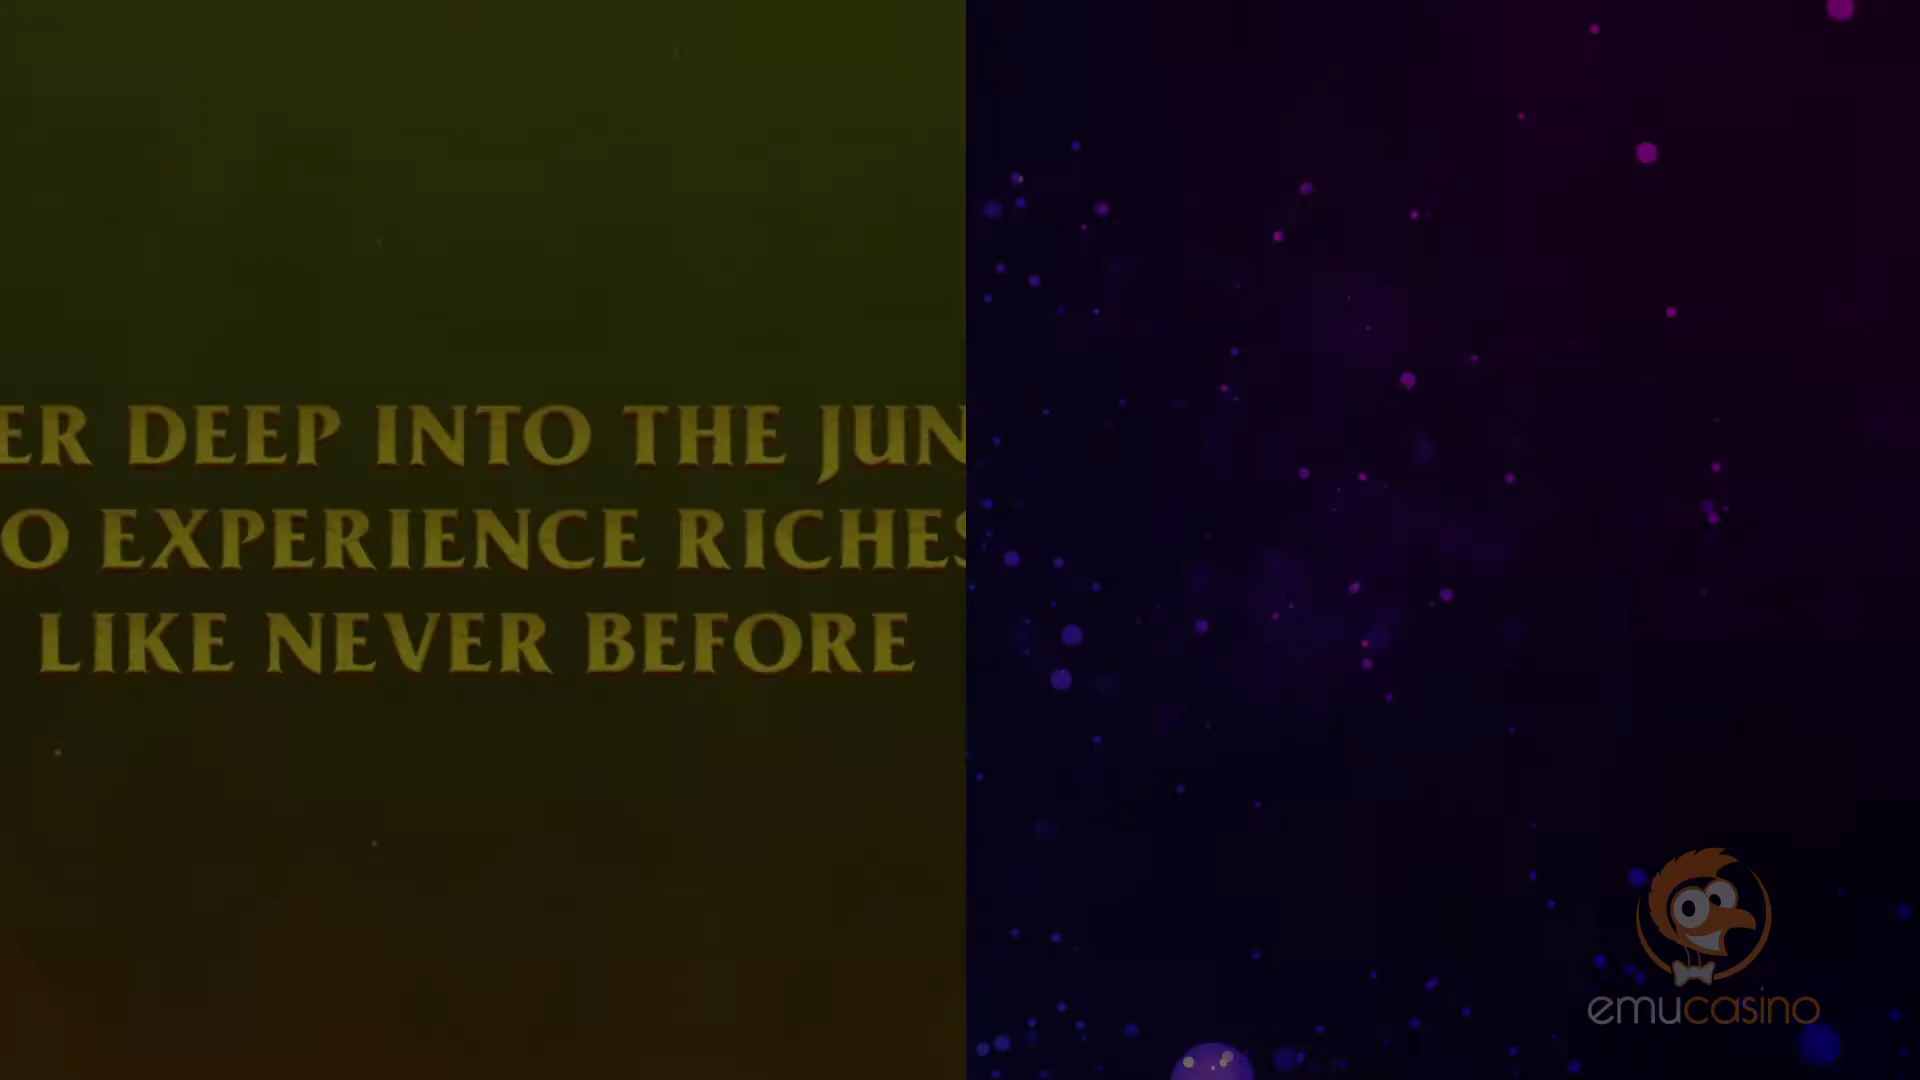 ER DEEP INTO THE JUN
O EXPERIENCE RICHES
LIKE NEVER BEFORE
emucasino